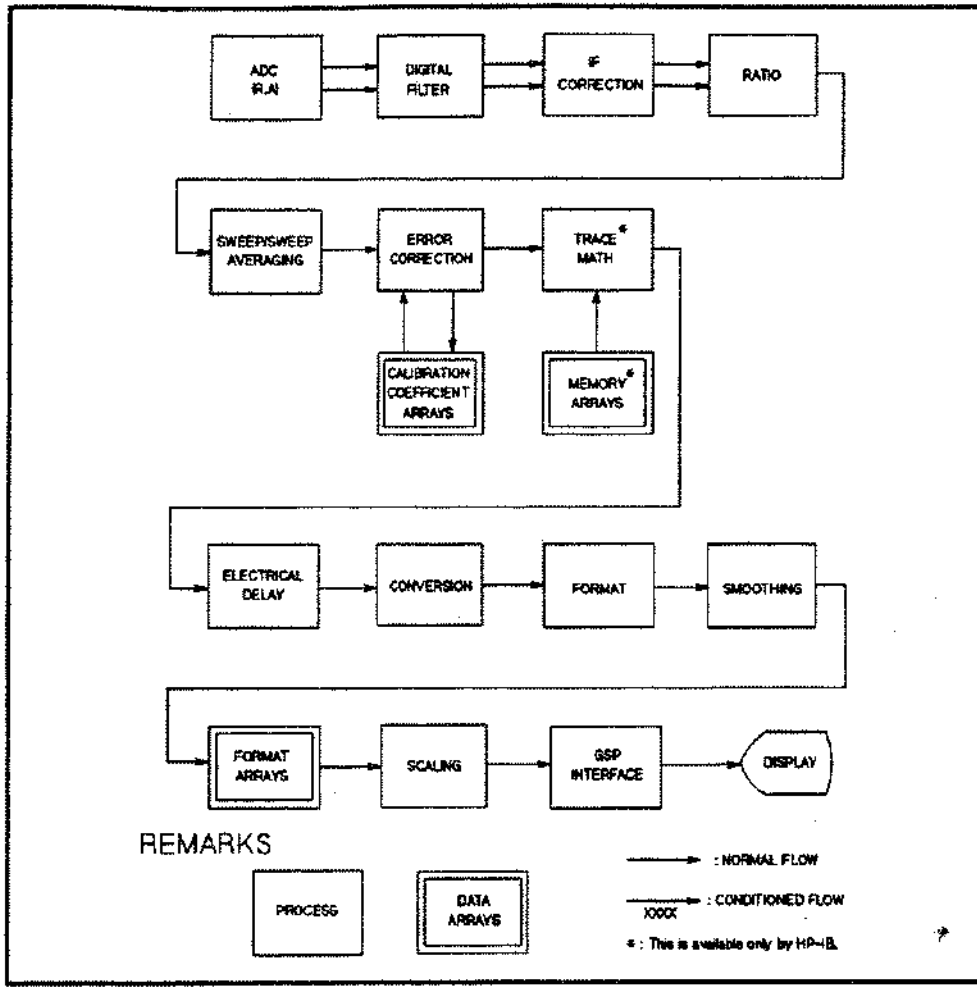 ADC
(R,A)
DIGITAL
FILTER
IF
CORRECTION
RATIO
SWEEP/SWEEP
AVERAGING
ERROR
CORRECTION
TRACE*
MATH
CALIBRATION
COEFFICIENT
ARRAYS
MEMORY*
ARRAYS
ELECTRICAL
DELAY
CONVERSION
FORMAT
SMOOTHING
FORMAT
ARRAYS
SCALING
GSP
INTERFACE
DISPLAY
REMARKS
PROCESS
DATA
ARRAYS
: NORMAL FLOW
XXXX : CONDITIONED FLOW
* : This is available only by HP-IB.